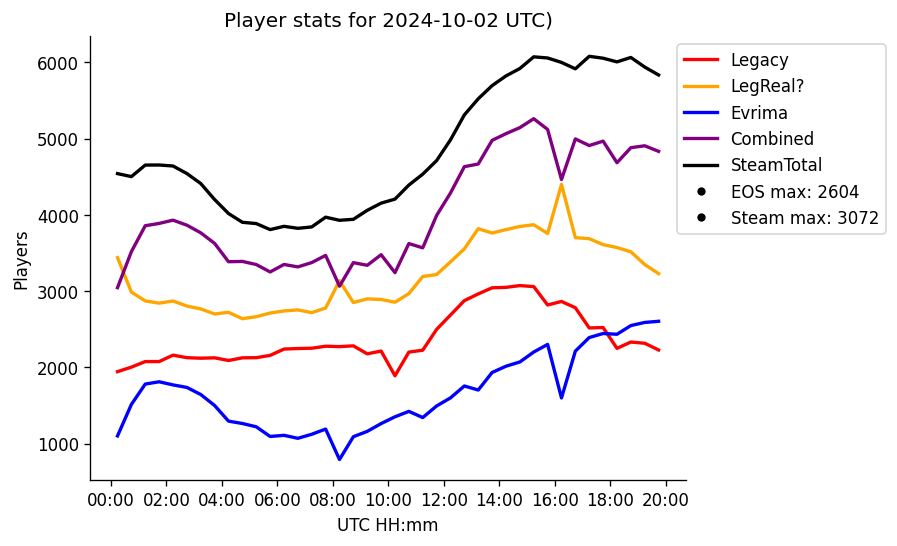 Player stats for 2024-10-02 UTC)
Players
6000
5000
4000
3000
2000
1000
00:00 02:00 04:00 06:00 08:00 10:00 12:00 14:00 16:00 18:00 20:00
UTC HH:mm
Legacy
LegReal?
Evrima
Combined
SteamTotal
EOS max: 2604
Steam max: 3072